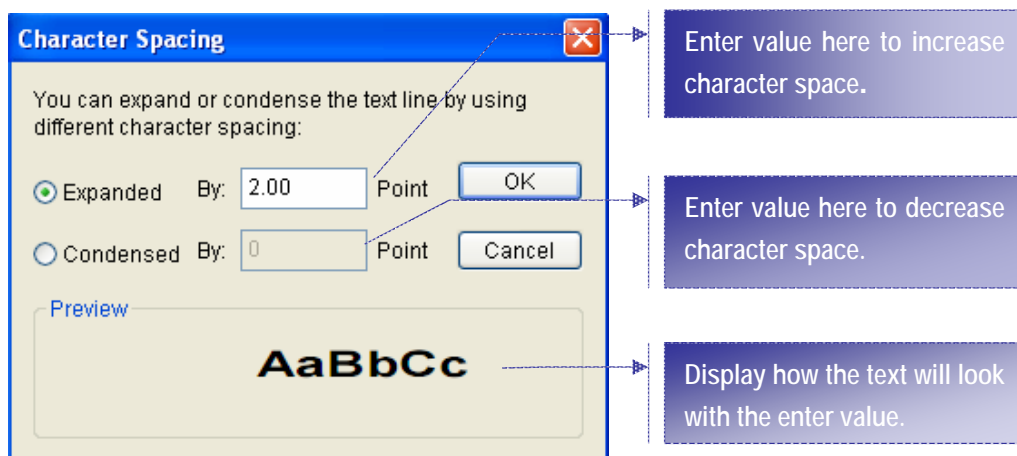 Character Spacing
You can expand or condense the text line by using
different character spacing:
Expanded By: 2.00 Point OK
Condensed By: 0 Point Cancel
Preview
AaBbCc
Enter value here to increase
character space.
Enter value here to decrease
character space.
Display how the text will look
with the enter value.